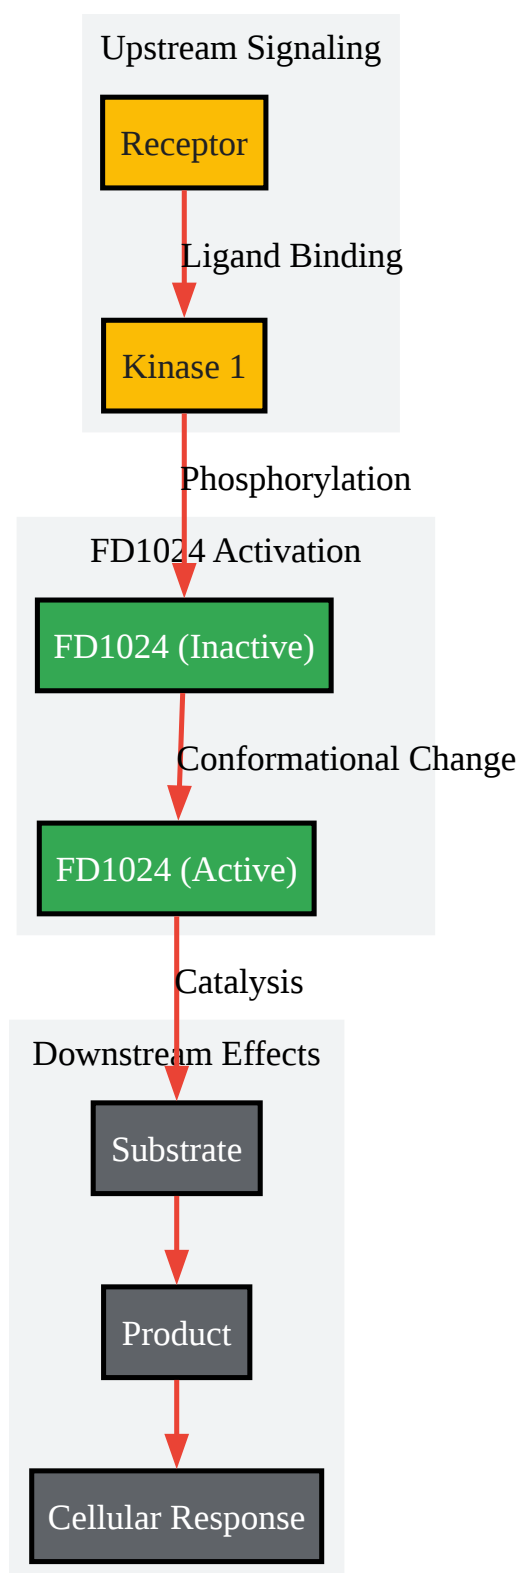 Upstream Signaling
Receptor
Ligand Binding
Kinase 1
Phosphorylation
FD1024 Activation
FD1024 (Inactive)
Conformational Change
FD1024 (Active)
Catalysis
Downstream Effects
Substrate
Product
Cellular Response